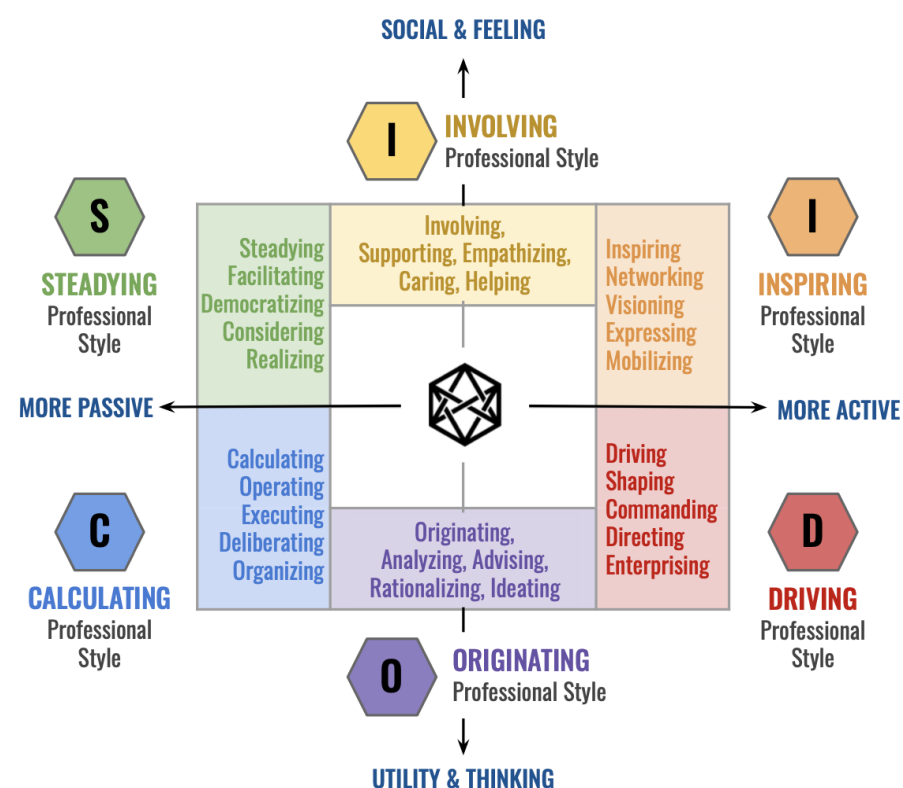 SOCIAL & FEELING
I
INVOLVING
Professional Style
S
STEADYING
Professional
Style
I
INSPIRING
Professional
Style
Steadying
Facilitating
Democratizing
Considering
Realizing
Involving,
Supporting, Empathizing,
Caring, Helping
Inspiring
Networking
Visioning
Expressing
Mobilizing
MORE PASSIVE
MORE ACTIVE
Calculating
Operating
Executing
Deliberating
Organizing
Originating,
Analyzing, Advising,
Rationalizing, Ideating
Driving
Shaping
Commanding
Directing
Enterprising
C
CALCULATING
Professional
Style
D
DRIVING
Professional
Style
O
ORIGINATING
Professional Style
UTILITY & THINKING